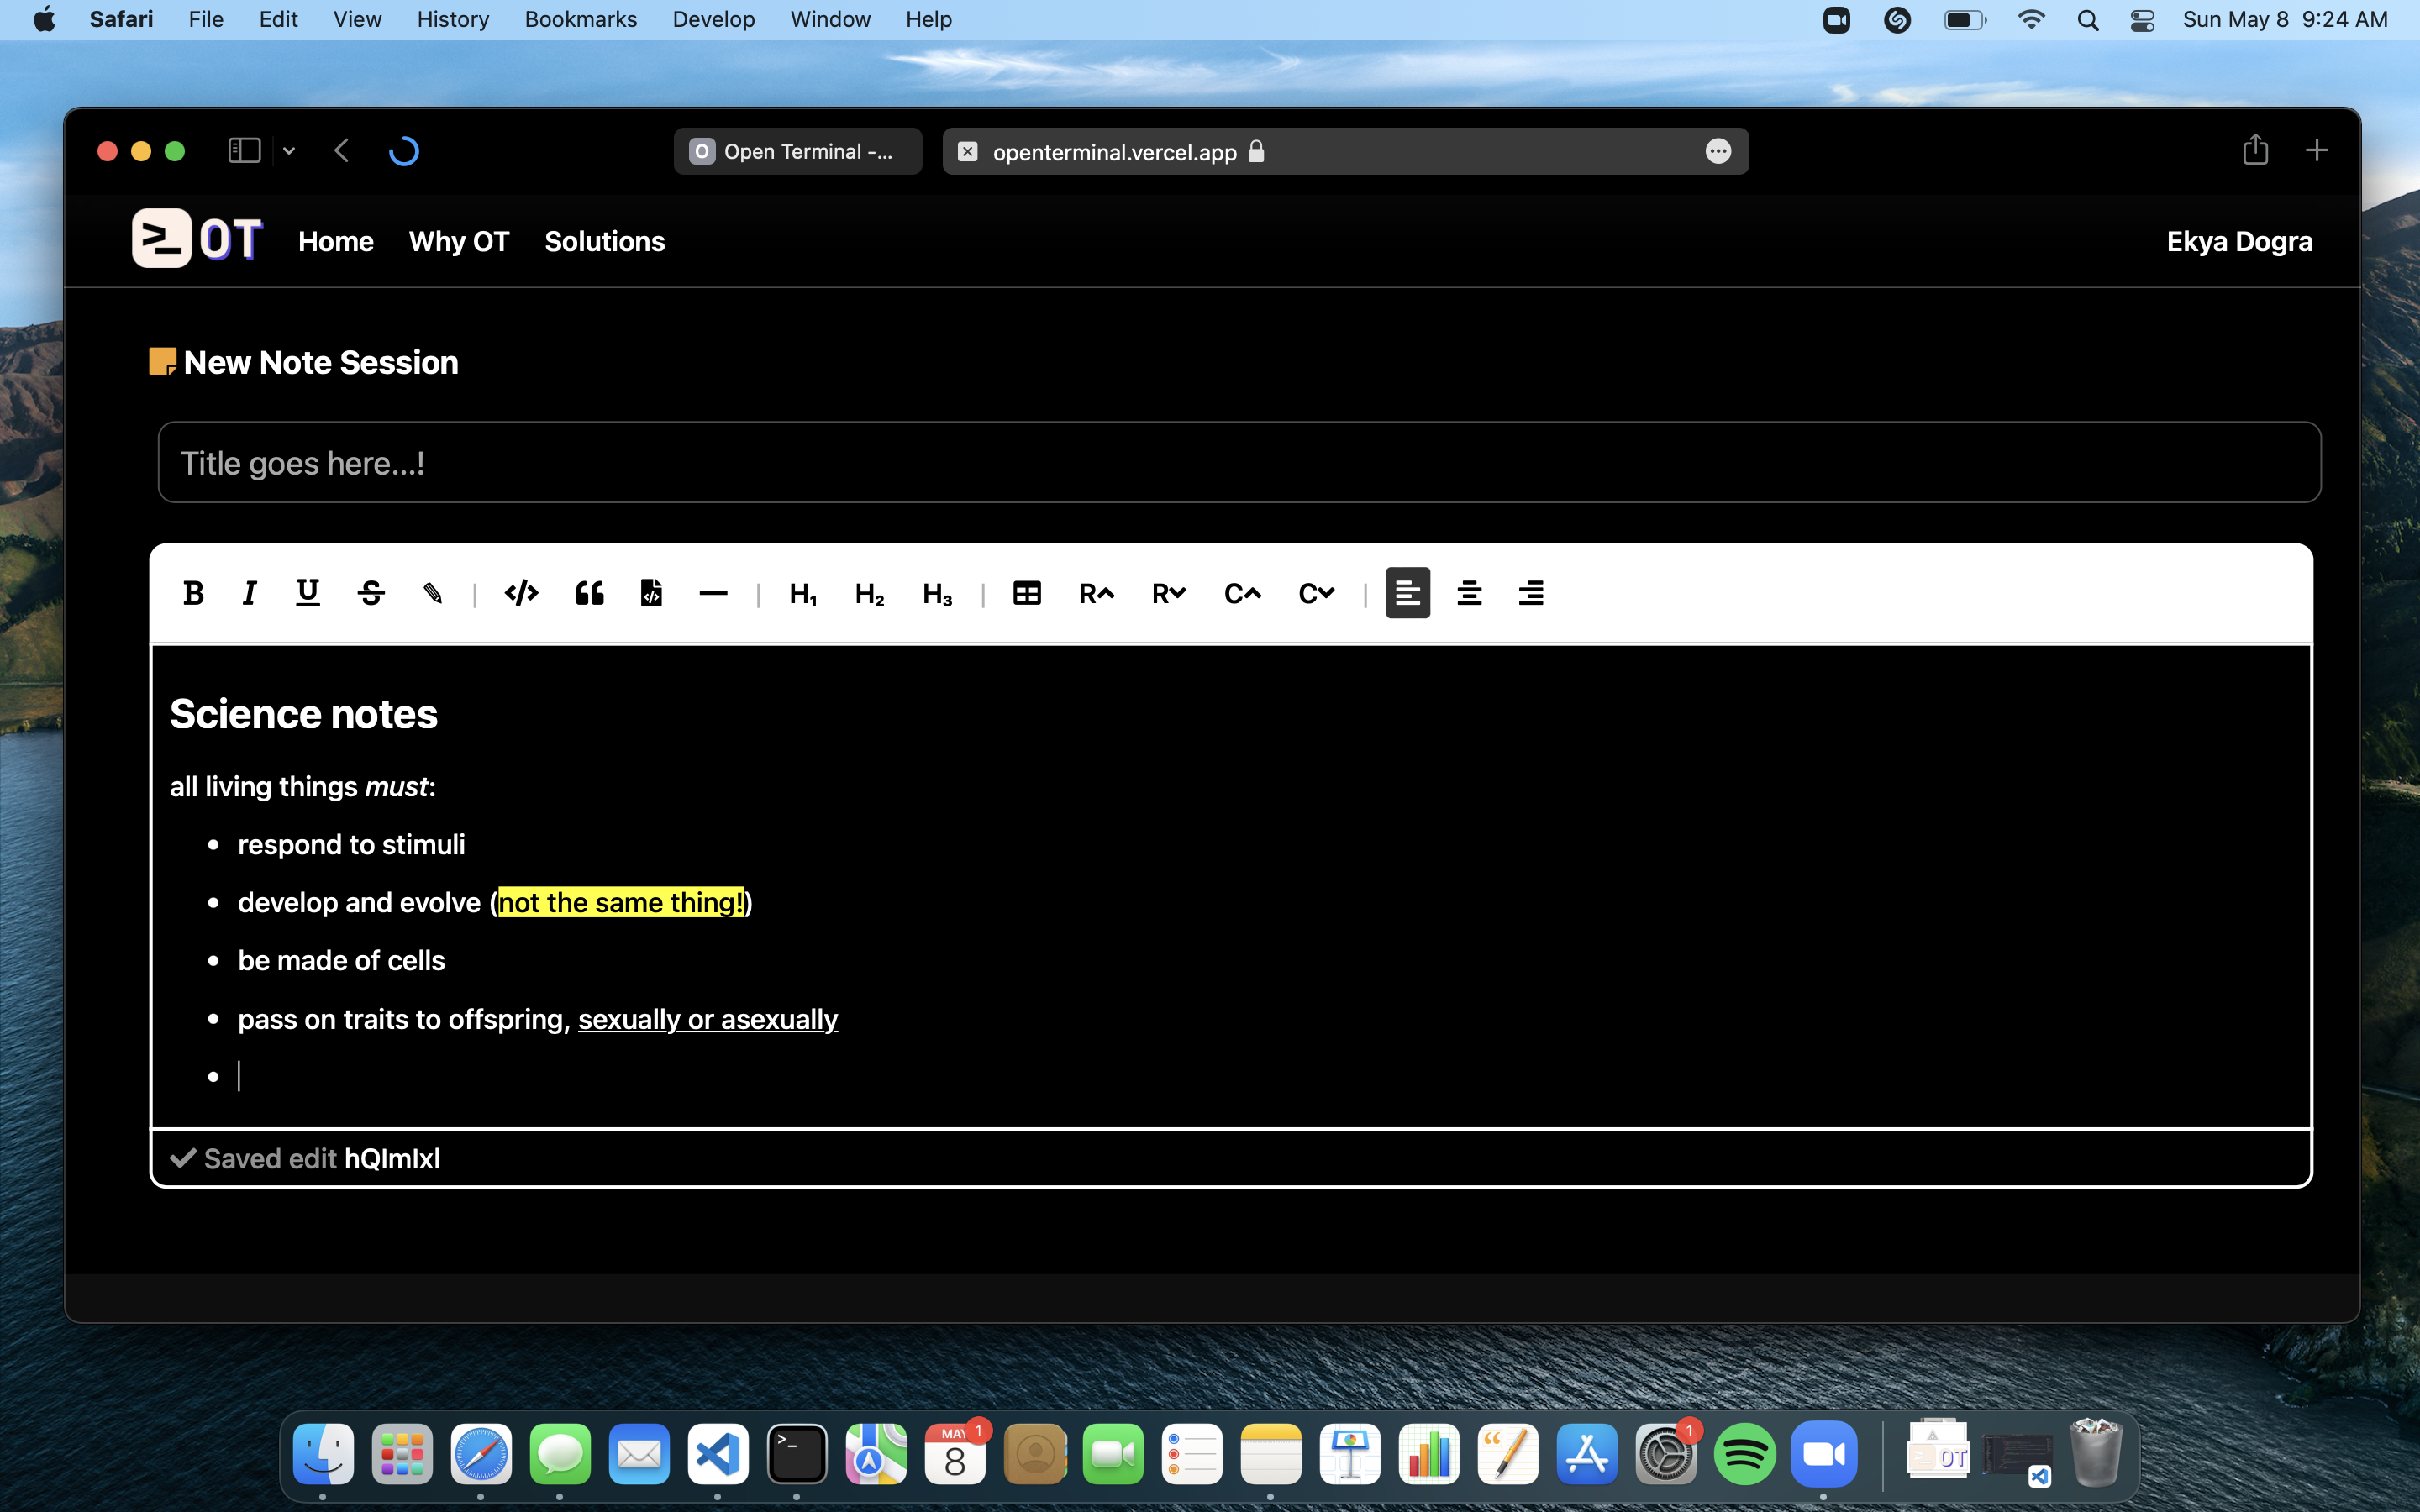 Safari File Edit View History Bookmarks Develop Window Help Sun May 8 9:24 AM
O Open Terminal -... openterminal.vercel.app
>_ OT Home Why OT Solutions Ekya Dogra
New Note Session
Title goes here...!
B I U S | </> | H1 H2 H3 | R R C C |
Science notes
all living things must:
• respond to stimuli
• develop and evolve (not the same thing!)
• be made of cells
• pass on traits to offspring, sexually or asexually
•
Saved edit hQImIxl
>_ MAY 8 1 1 OT